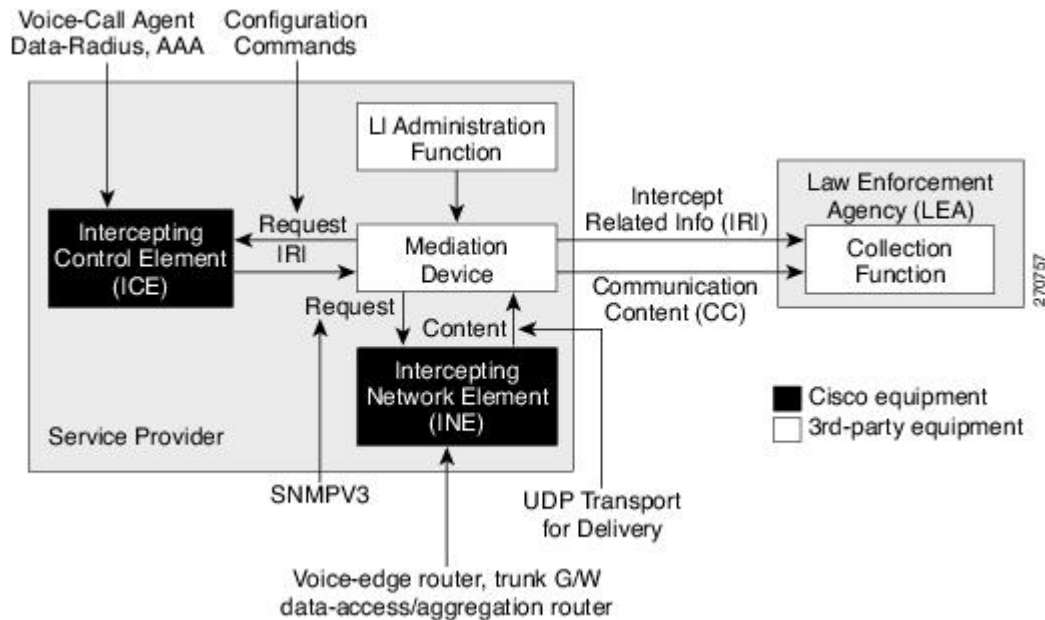 Voice-Call Agent
Data-Radius, AAA
Configuration
Commands
LI Administration
Function
Intercepting
Control Element
(ICE)
Request
IRI
Mediation
Device
Intercept
Related Info (IRI)
Communication
Content (CC)
Law Enforcement
Agency (LEA)
Collection
Function
270757
Request
Content
Intercepting
Network Element
(INE)
Service Provider
Cisco equipment
3rd-party equipment
SNMPV3
UDP Transport
for Delivery
Voice-edge router, trunk G/W
data-access/aggregation router